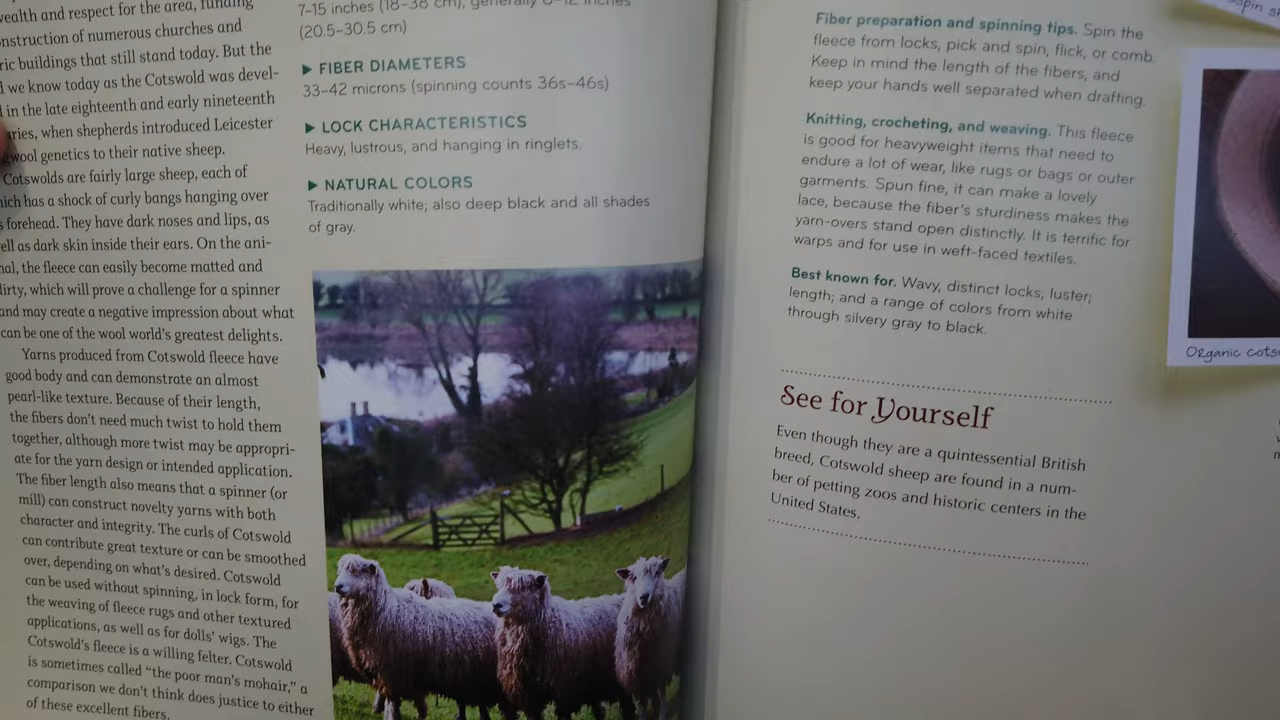 wealth and respect for the area, funding
construction of numerous churches and
ric buildings that still stand today. But the
we know today as the Cotswold was devel-
in the late eighteenth and early nineteenth
aries, when shepherds introduced Leicester
gwool genetics to their native sheep.
Cotswolds are fairly large sheep, each of
which has a shock of curly bangs hanging over
forehead. They have dark noses and lips, as
well as dark skin inside their ears. On the ani-
mal, the fleece can easily become matted and
dirty, which will prove a challenge for a spinner
and may create a negative impression about what
can be one of the wool world's greatest delights.
Yarns produced from Cotswold fleece have
good body and can demonstrate an almost
pearl-like texture. Because of their length,
the fibers don't need much twist to hold them
together, although more twist may be appropri-
ate for the yarn design or intended application.
The fiber length also means that a spinner (or
mill) can construct novelty yarns with both
character and integrity. The curls of Cotswold
can contribute great texture or can be smoothed
over, depending on what's desired. Cotswold
can be used without spinning, in lock form, for
the weaving of fleece rugs and other textured
applications, as well as for dolls' wigs. The
Cotswold's fleece is a willing felter. Cotswold
is sometimes called "the poor man's mohair," a
comparison we don't think does justice to either
of these excellent fibers.
7–15 inches (18–38 cm), generally 8–12 inches
(20.5–30.5 cm)
▶ FIBER DIAMETERS
33–42 microns (spinning counts 36s–46s)
▶ LOCK CHARACTERISTICS
Heavy, lustrous, and hanging in ringlets.
▶ NATURAL COLORS
Traditionally white; also deep black and all shades
of gray.
Fiber preparation and spinning tips. Spin the
fleece from locks, pick and spin, flick, or comb.
Keep in mind the length of the fibers, and
keep your hands well separated when drafting.
Knitting, crocheting, and weaving. This fleece
is good for heavyweight items that need to
endure a lot of wear, like rugs or bags or outer
garments. Spun fine, it can make a lovely
lace, because the fiber's sturdiness makes the
yarn-overs stand open distinctly. It is terrific for
warps and for use in weft-faced textiles.
Best known for. Wavy, distinct locks; luster;
length; and a range of colors from white
through silvery gray to black.
See for Yourself
Even though they are a quintessential British
breed, Cotswold sheep are found in a num-
ber of petting zoos and historic centers in the
United States.
Organic cots